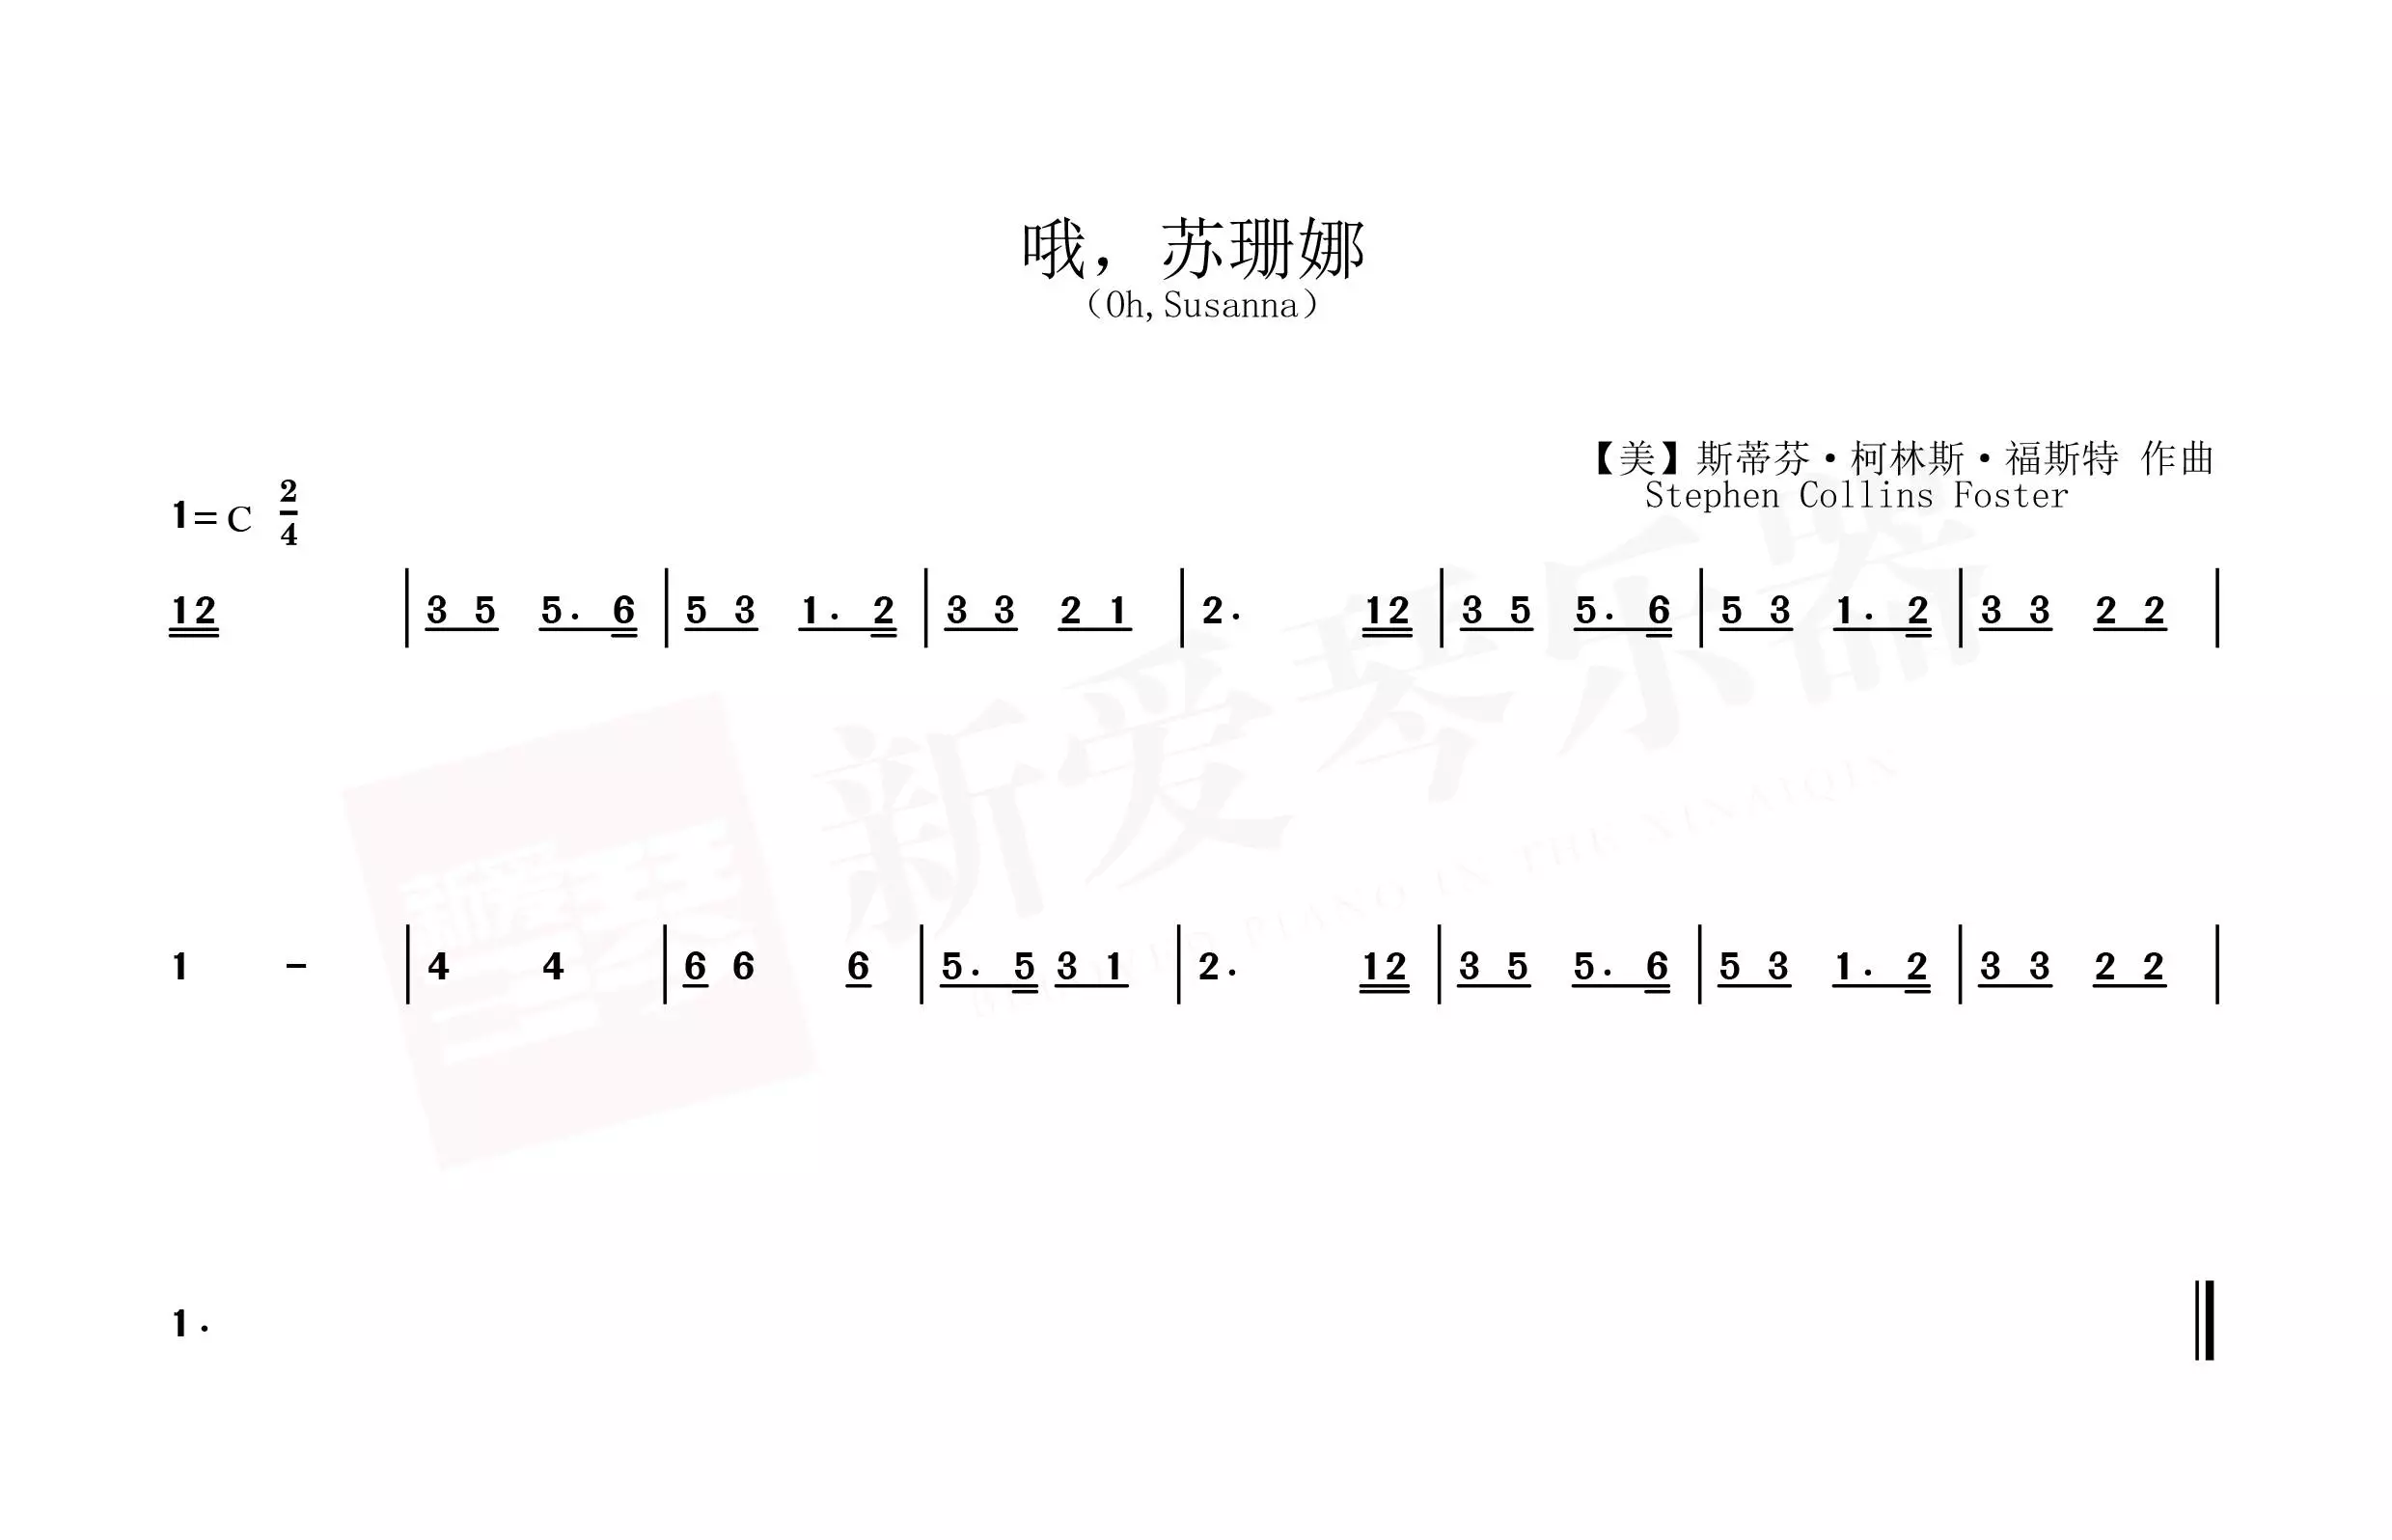 哦，苏珊娜
（Oh,Susanna）
【美】斯蒂芬·柯林斯·福斯特 作曲
Stephen Collins Foster
1=C 2/4
12 | 3 5 5. 6 | 5 3 1. 2 | 3 3 2 1 | 2. 12 | 3 5 5. 6 | 5 3 1. 2 | 3 3 2 2 |
1 - | 4 4 | 6 6 6 | 5. 5 3 1 | 2. 12 | 3 5 5. 6 | 5 3 1. 2 | 3 3 2 2 |
1.
新爱琴乐器
新爱琴